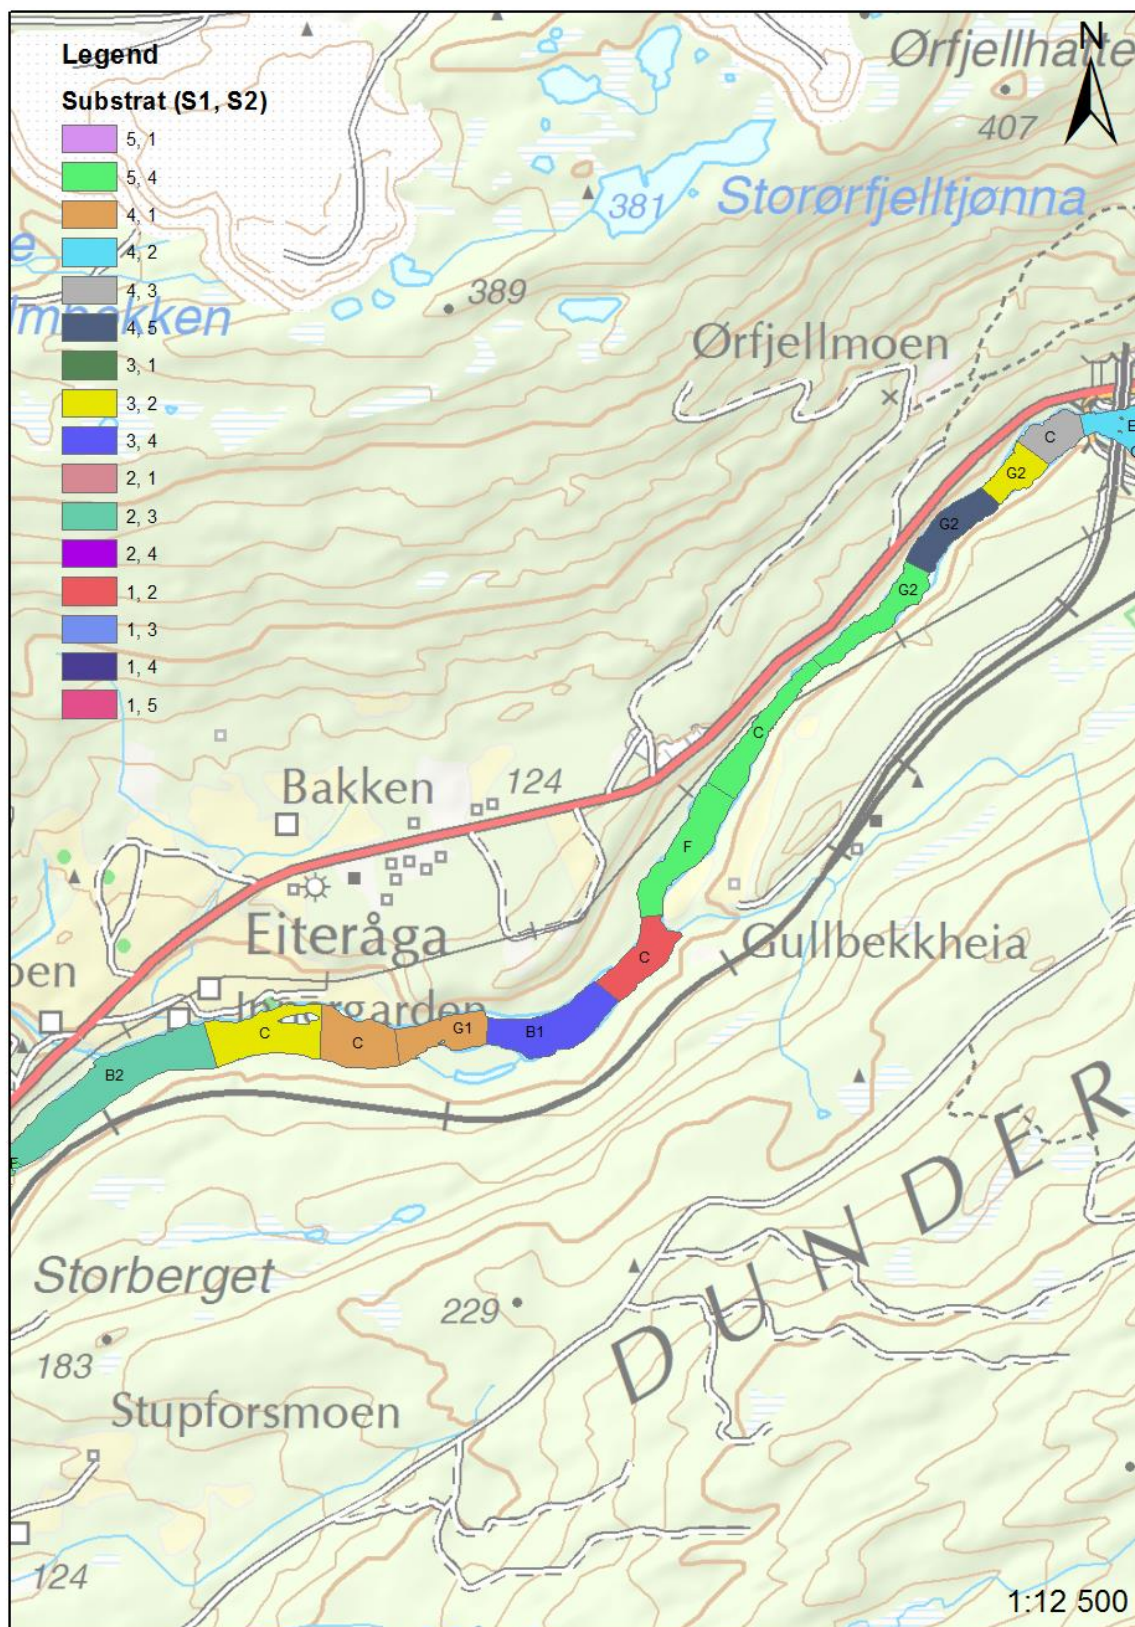 Legend
Substrat (S1, S2)
5, 1
5, 4
4, 1
4, 2
4, 3
4, 5
3, 1
3, 2
3, 4
2, 1
2, 3
2, 4
1, 2
1, 3
1, 4
1, 5
N
Ørfjellhatte
407
381
Storørfjelltjønna
389
Ørfjellmoen
C
G2
G2
G2
C
F
C
B1
G1
C
C
B2
Bakken
124
Eiteråga
Gullbekkheia
DUNDER
Storberget
229
183
Stupforsmoen
124
1:12 500